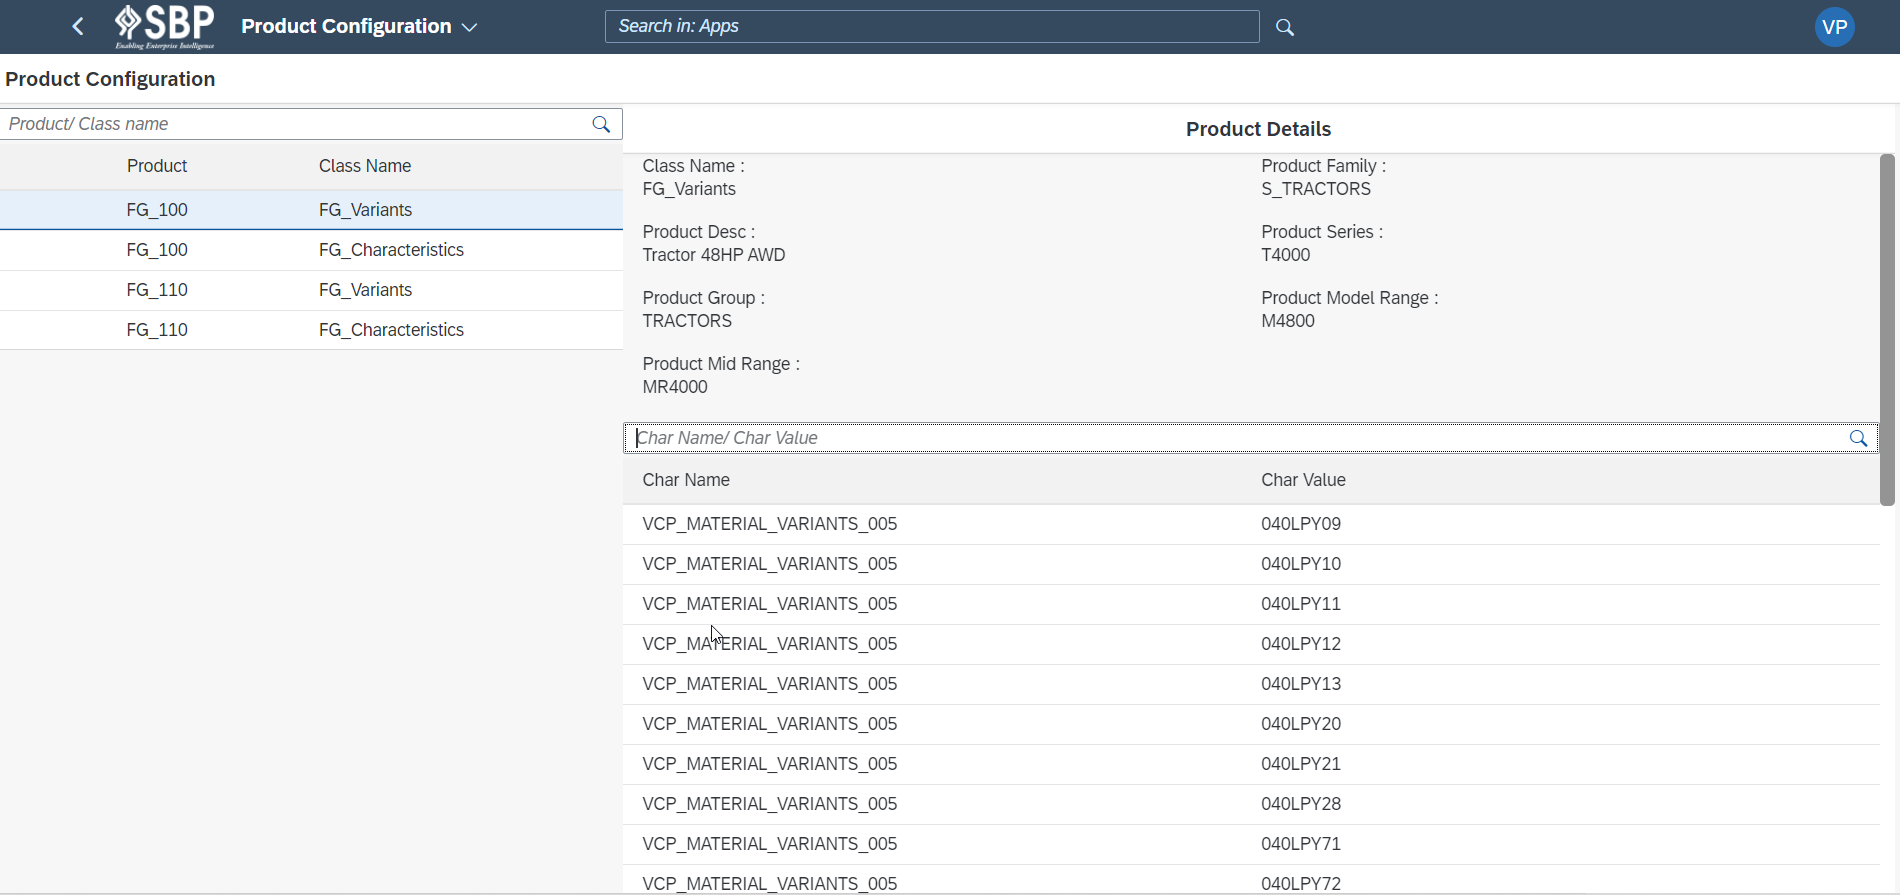 SBP
Enabling Enterprise Intelligence
Product Configuration
Search in: Apps
VP
Product Configuration
Product/ Class name
Product Class Name
FG_100 FG_Variants
FG_100 FG_Characteristics
FG_110 FG_Variants
FG_110 FG_Characteristics
Product Details
Class Name : Product Family :
FG_Variants S_TRACTORS
Product Desc : Product Series :
Tractor 48HP AWD T4000
Product Group : Product Model Range :
TRACTORS M4800
Product Mid Range :
MR4000
Char Name/ Char Value
Char Name Char Value
VCP_MATERIAL_VARIANTS_005 040LPY09
VCP_MATERIAL_VARIANTS_005 040LPY10
VCP_MATERIAL_VARIANTS_005 040LPY11
VCP_MATERIAL_VARIANTS_005 040LPY12
VCP_MATERIAL_VARIANTS_005 040LPY13
VCP_MATERIAL_VARIANTS_005 040LPY20
VCP_MATERIAL_VARIANTS_005 040LPY21
VCP_MATERIAL_VARIANTS_005 040LPY28
VCP_MATERIAL_VARIANTS_005 040LPY71
VCP_MATERIAL_VARIANTS_005 040LPY72